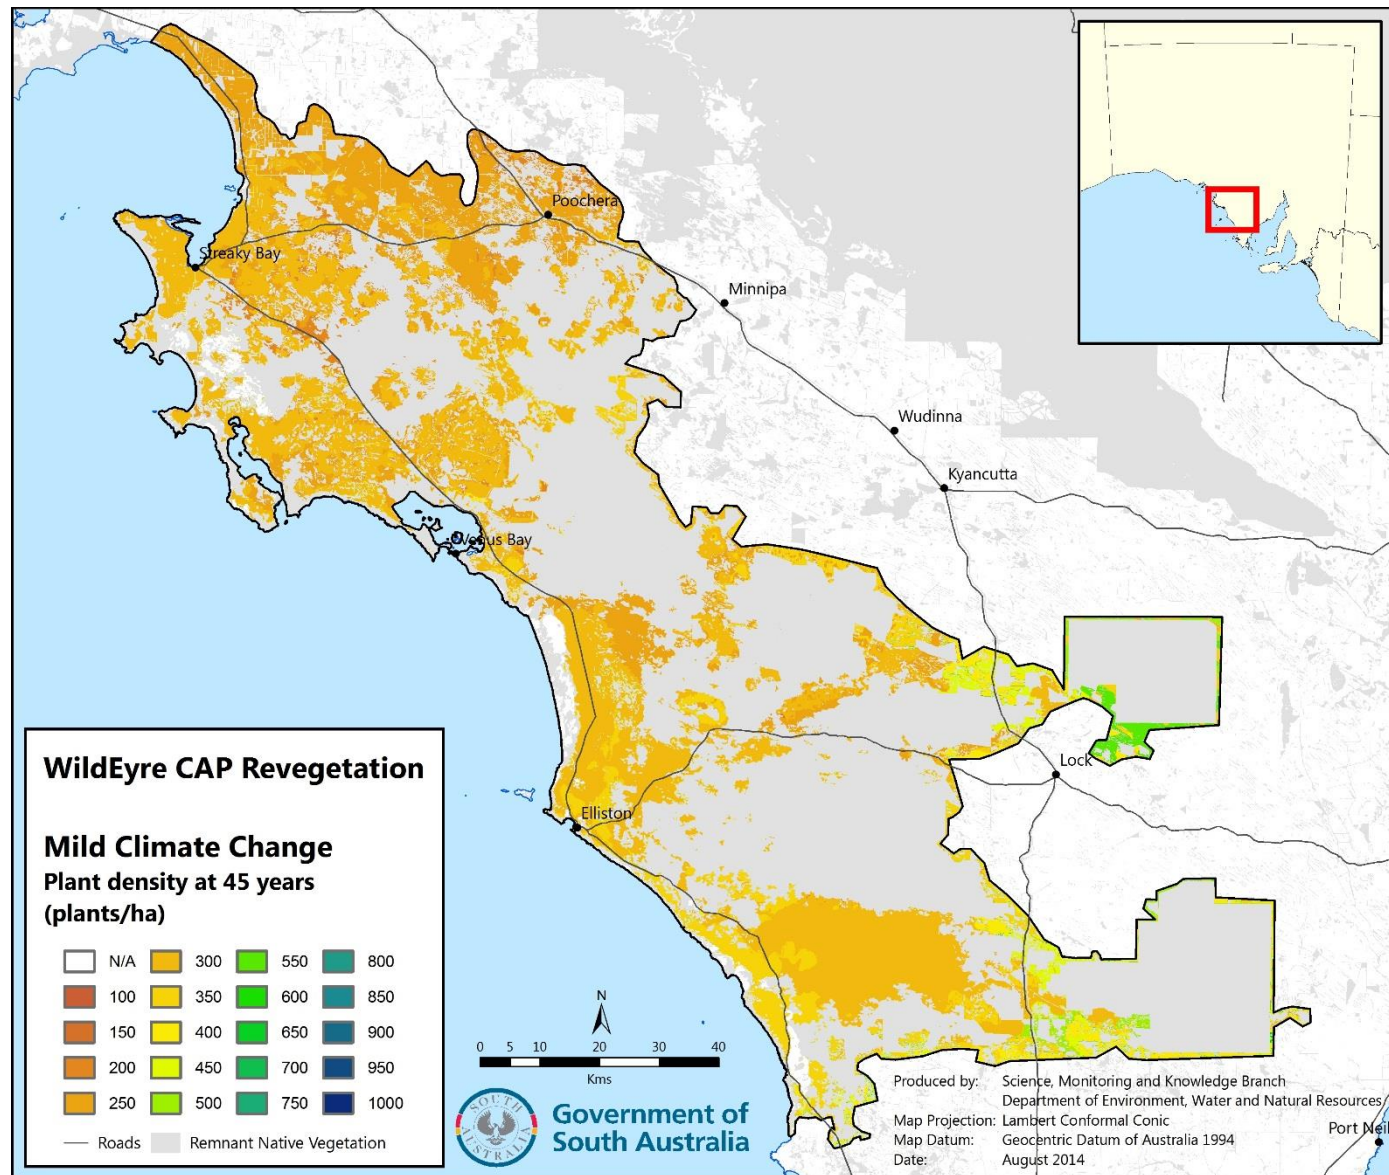 Poochera
Streaky Bay
Minnipa
Wudinna
Kyancutta
Venus Bay
Lock
Elliston
WildEyre CAP Revegetation
Mild Climate Change
Plant density at 45 years
(plants/ha)
N/A 300 550 800
100 350 600 850
150 400 650 900
200 450 700 950
250 500 750 1000
Roads Remnant Native Vegetation
N
0 5 10 20 30 40
Kms
SOUTH AUSTRALIA
Government of
South Australia
Produced by: Science, Monitoring and Knowledge Branch
Department of Environment, Water and Natural Resources
Map Projection: Lambert Conformal Conic
Map Datum: Geocentric Datum of Australia 1994
Date: August 2014
Port Neil